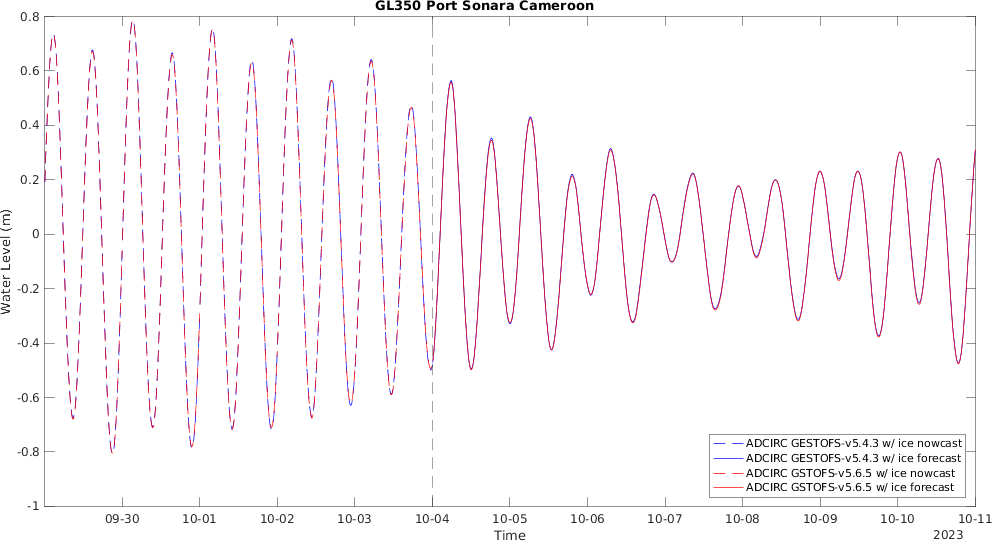 GL350 Port Sonara Cameroon
0.8
0.6
0.4
0.2
0
-0.2
-0.4
-0.6
-0.8
-1
Water Level (m)
ADCIRC GESTOFS-v5.4.3 w/ ice nowcast
ADCIRC GESTOFS-v5.4.3 w/ ice forecast
ADCIRC GSTOFS-v5.6.5 w/ ice nowcast
ADCIRC GSTOFS-v5.6.5 w/ ice forecast
09-30 10-01 10-02 10-03 10-04 10-05 10-06 10-07 10-08 10-09 10-10 10-11
Time
2023